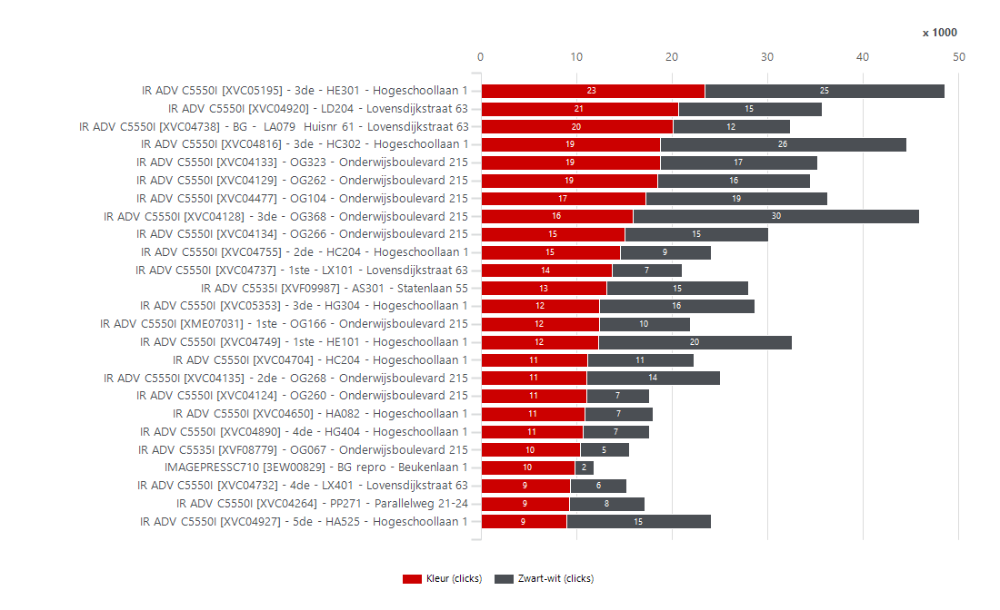 x 1000
0 10 20 30 40 50
IR ADV C5550I [XVC05195] - 3de - HE301 - Hogeschoollaan 1 23 25
IR ADV C5550I [XVC04920] - LD204 - Lovensdijkstraat 63 21 15
IR ADV C5550I [XVC04738] - BG - LA079 Huisnr 61 - Lovensdijkstraat 63 20 12
IR ADV C5550I [XVC04816] - 3de - HC302 - Hogeschoollaan 1 19 26
IR ADV C5550I [XVC04133] - OG323 - Onderwijsboulevard 215 19 17
IR ADV C5550I [XVC04129] - OG262 - Onderwijsboulevard 215 19 16
IR ADV C5550I [XVC04477] - OG104 - Onderwijsboulevard 215 17 19
IR ADV C5550I [XVC04128] - 3de - OG368 - Onderwijsboulevard 215 16 30
IR ADV C5550I [XVC04134] - OG266 - Onderwijsboulevard 215 15 15
IR ADV C5550I [XVC04755] - 2de - HC204 - Hogeschoollaan 1 15 9
IR ADV C5550I [XVC04737] - 1ste - LX101 - Lovensdijkstraat 63 14 7
IR ADV C5535I [XVF09987] - AS301 - Statenlaan 55 13 15
IR ADV C5550I [XVC05353] - 3de - HG304 - Hogeschoollaan 1 12 16
IR ADV C5550I [XME07031] - 1ste - OG166 - Onderwijsboulevard 215 12 10
IR ADV C5550I [XVC04749] - 1ste - HE101 - Hogeschoollaan 1 12 20
IR ADV C5550I [XVC04704] - HC204 - Hogeschoollaan 1 11 11
IR ADV C5550I [XVC04135] - 2de - OG268 - Onderwijsboulevard 215 11 14
IR ADV C5550I [XVC04124] - OG260 - Onderwijsboulevard 215 11 7
IR ADV C5550I [XVC04650] - HA082 - Hogeschoollaan 1 11 7
IR ADV C5550I [XVC04890] - 4de - HG404 - Hogeschoollaan 1 11 7
IR ADV C5535I [XVF08779] - OG067 - Onderwijsboulevard 215 10 5
IMAGEPRESSC710 [3EW00829] - BG repro - Beukenlaan 1 10 2
IR ADV C5550I [XVC04732] - 4de - LX401 - Lovensdijkstraat 63 9 6
IR ADV C5550I [XVC04264] - PP271 - Parallelweg 21-24 9 8
IR ADV C5550I [XVC04927] - 5de - HA525 - Hogeschoollaan 1 9 15
Kleur (clicks) Zwart-wit (clicks)